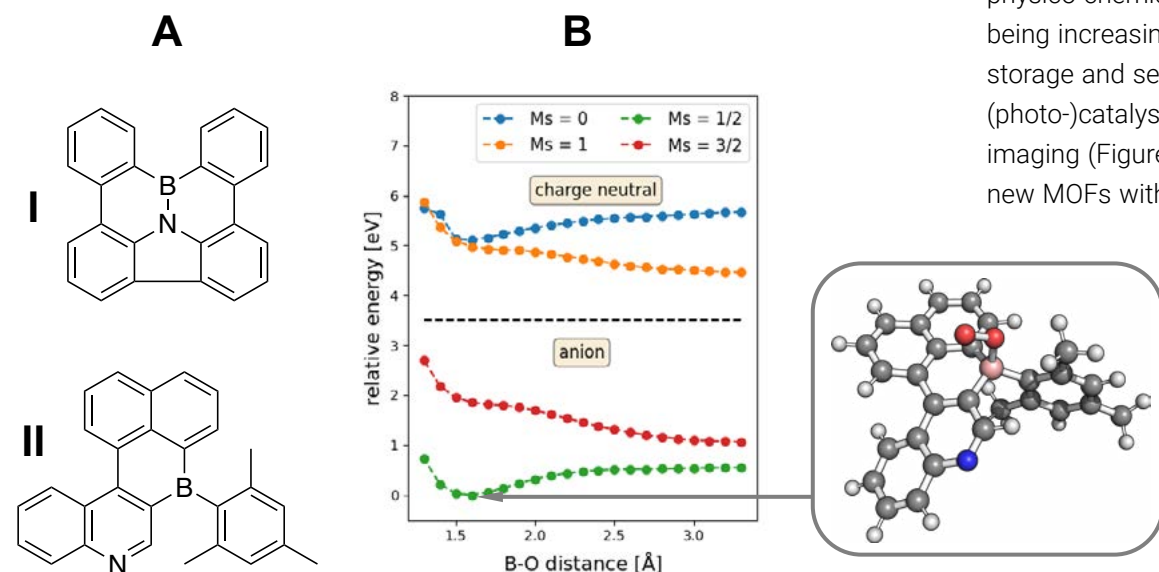 A
B
physico-chemic
being increasin
storage and se
(photo-)catalys
imaging (Figure
new MOFs with
I
B
N
II
B
N
8
7
6
5
4
3
2
1
0
relative energy [eV]
Ms = 0
Ms = 1/2
Ms = 1
Ms = 3/2
charge neutral
anion
1.5
2.0
2.5
3.0
B-O distance [Å]